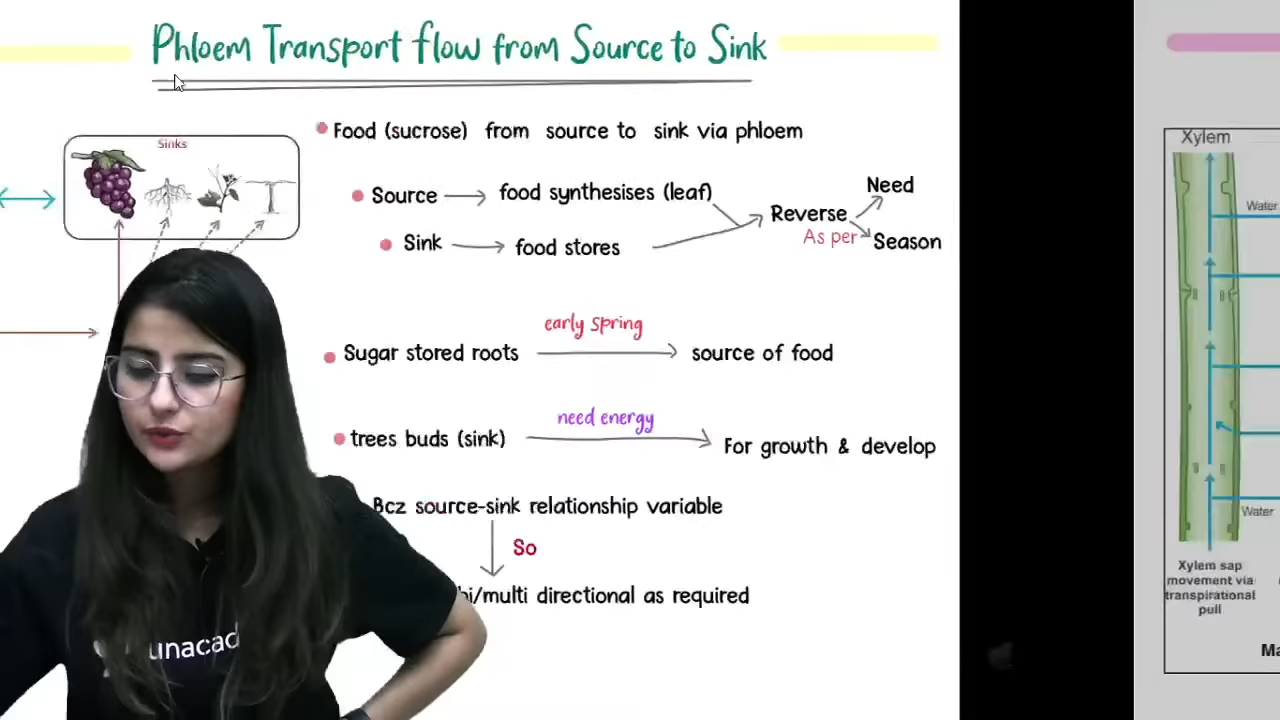 Phloem Transport flow from Source to Sink
Sinks
Food (sucrose) from source to sink via phloem
Source → food synthesises (leaf)
Sink → food stores
Reverse
Need
As per
Season
early spring
Sugar stored roots → source of food
need energy
trees buds (sink) → For growth & develop
Bcz source-sink relationship variable
So
bi/multi directional as required
unacad
Xylem
Water
Water
Xylem sap
movement via
transpirational
pull
Ma